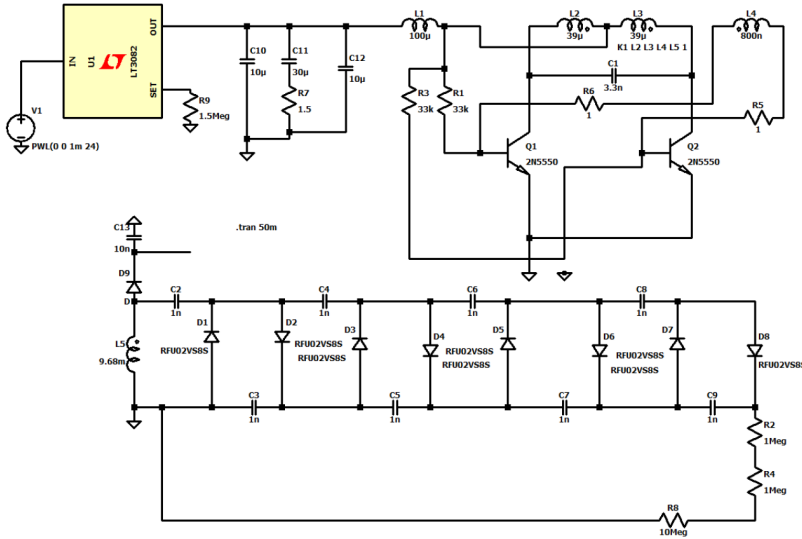 U1
LT3082
IN
OUT
SET
V1
PWL(0 0 1m 24)
R9
1.5Meg
C10
10µ
C11
30µ
R7
1.5
C12
10µ
L1
100µ
R3
33k
R1
33k
L2
39µ
L3
39µ
K1 L2 L3 L4 L5 1
C1
3.3n
R6
1
L4
800n
R5
1
Q1
2N5550
Q2
2N5550
C13
10n
.tran 50m
D9
D
L5
9.68m
C2
1n
D1
RFU02VS8S
D2
RFU02VS8S
RFU02VS8S
C4
1n
D3
D4
RFU02VS8S
RFU02VS8S
C6
1n
D5
D6
RFU02VS8S
RFU02VS8S
C8
1n
D7
D8
RFU02VS8S
C3
1n
C5
1n
C7
1n
C9
1n
R2
1Meg
R4
1Meg
R8
10Meg